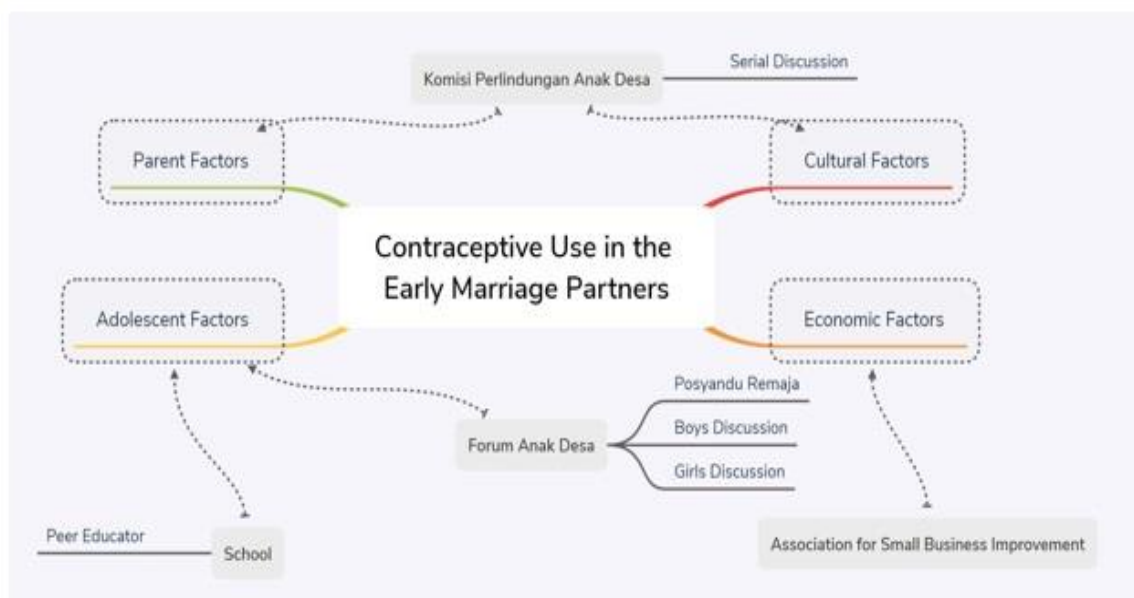 Serial Discussion
Komisi Perlindungan Anak Desa
Parent Factors
Cultural Factors
Contraceptive Use in the
Early Marriage Partners
Adolescent Factors
Economic Factors
Posyandu Remaja
Forum Anak Desa
Boys Discussion
Girls Discussion
Peer Educator
School
Association for Small Business Improvement